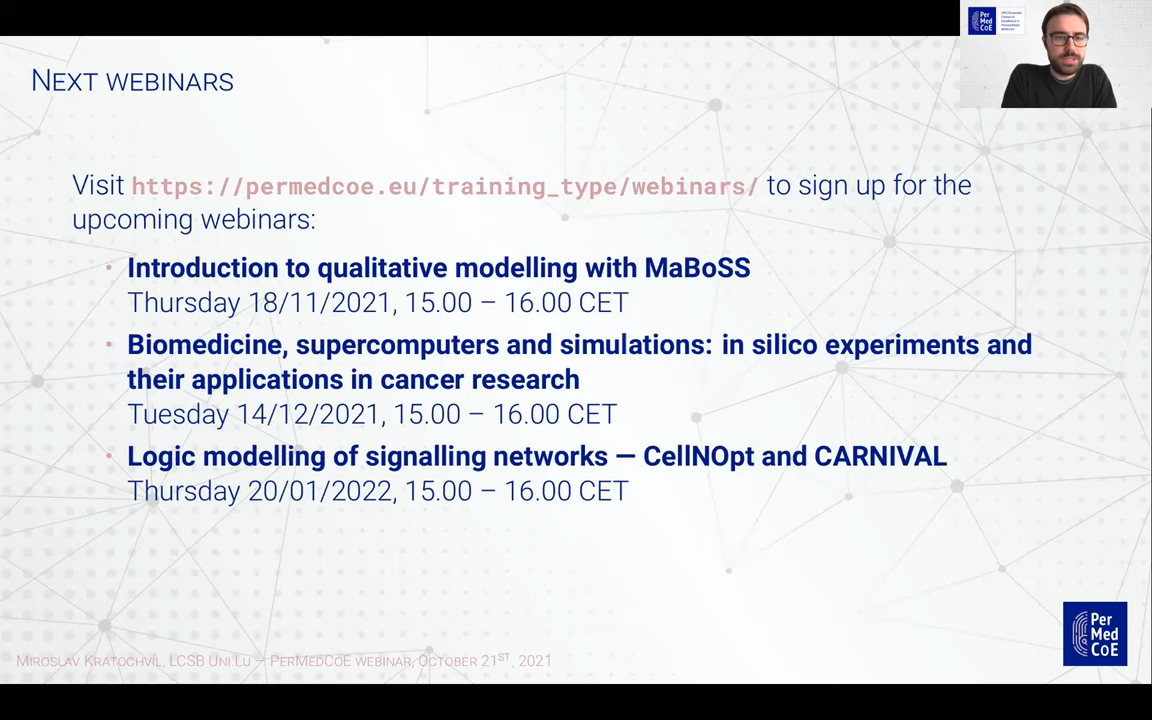 NEXT WEBINARS
Visit https://permedcoe.eu/training_type/webinars/ to sign up for the
upcoming webinars:
• Introduction to qualitative modelling with MaBoSS
Thursday 18/11/2021, 15.00 – 16.00 CET
• Biomedicine, supercomputers and simulations: in silico experiments and
their applications in cancer research
Tuesday 14/12/2021, 15.00 – 16.00 CET
• Logic modelling of signalling networks — CellNOpt and CARNIVAL
Thursday 20/01/2022, 15.00 – 16.00 CET
MIROSLAV KRATOCHVÍL, LCSB UNI.LU — PERMEDCOE WEBINAR, OCTOBER 21ST, 2021
Per
Med
CoE
Per
Med
CoE